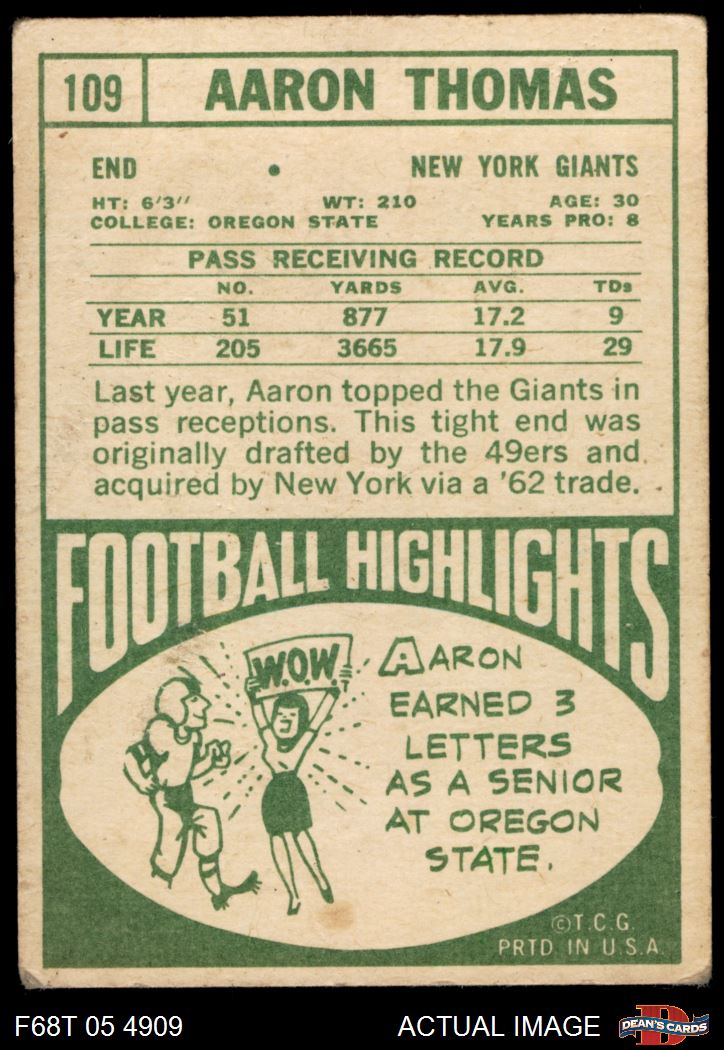 109 AARON THOMAS
END • NEW YORK GIANTS
HT: 6'3" WT: 210 AGE: 30
COLLEGE: OREGON STATE YEARS PRO: 8
PASS RECEIVING RECORD
NO. YARDS AVG. TDs
YEAR 51 877 17.2 9
LIFE 205 3665 17.9 29
Last year, Aaron topped the Giants in
pass receptions. This tight end was
originally drafted by the 49ers and
acquired by New York via a '62 trade.
FOOTBALL HIGHLIGHTS
W.O.W.
AARON
EARNED 3
LETTERS
AS A SENIOR
AT OREGON
STATE.
©T.C.G.
PRTD. IN U.S.A.
F68T 05 4909 ACTUAL IMAGE D DEAN'S CARDS